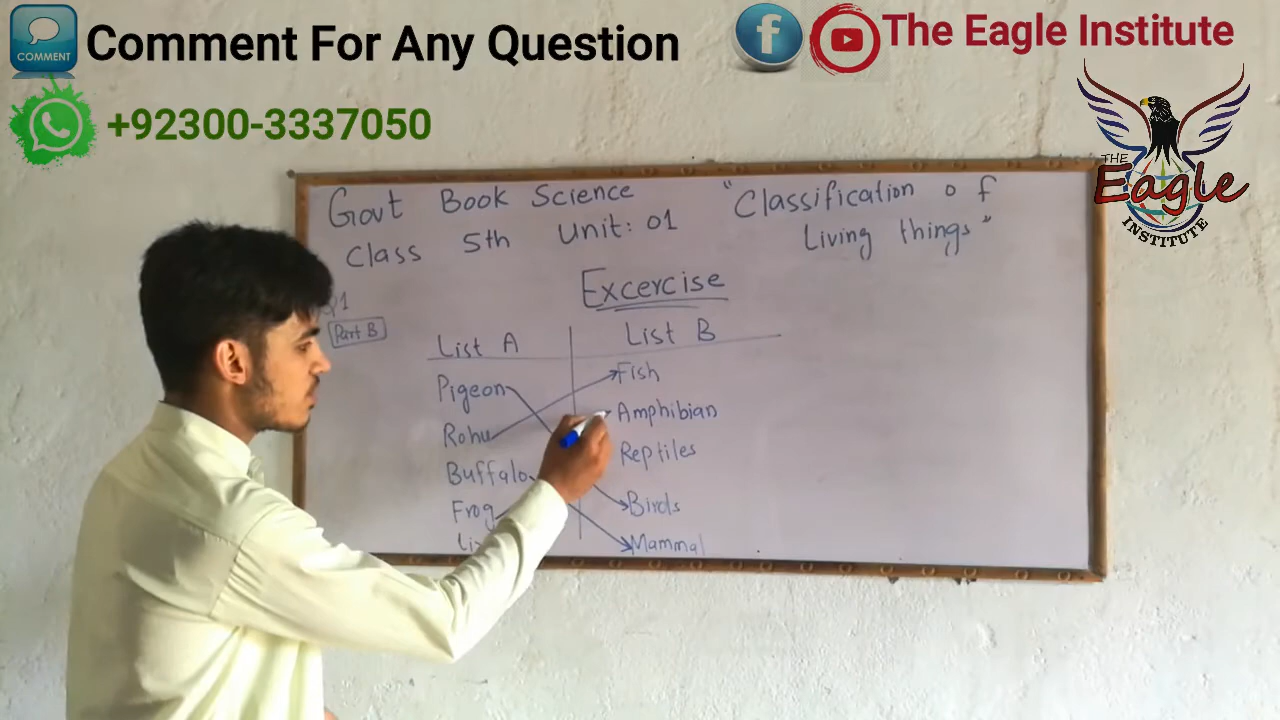 COMMENT
Comment For Any Question
The Eagle Institute
+92300-3337050
THE
Eagle
INSTITUTE
Govt Book Science
Class 5th Unit: 01
"Classification of
Living things"
Excercise
Part B
List A
List B
Pigeon
Fish
Rohu
Amphibian
Buffalo
Reptiles
Frog
Birds
Mammal